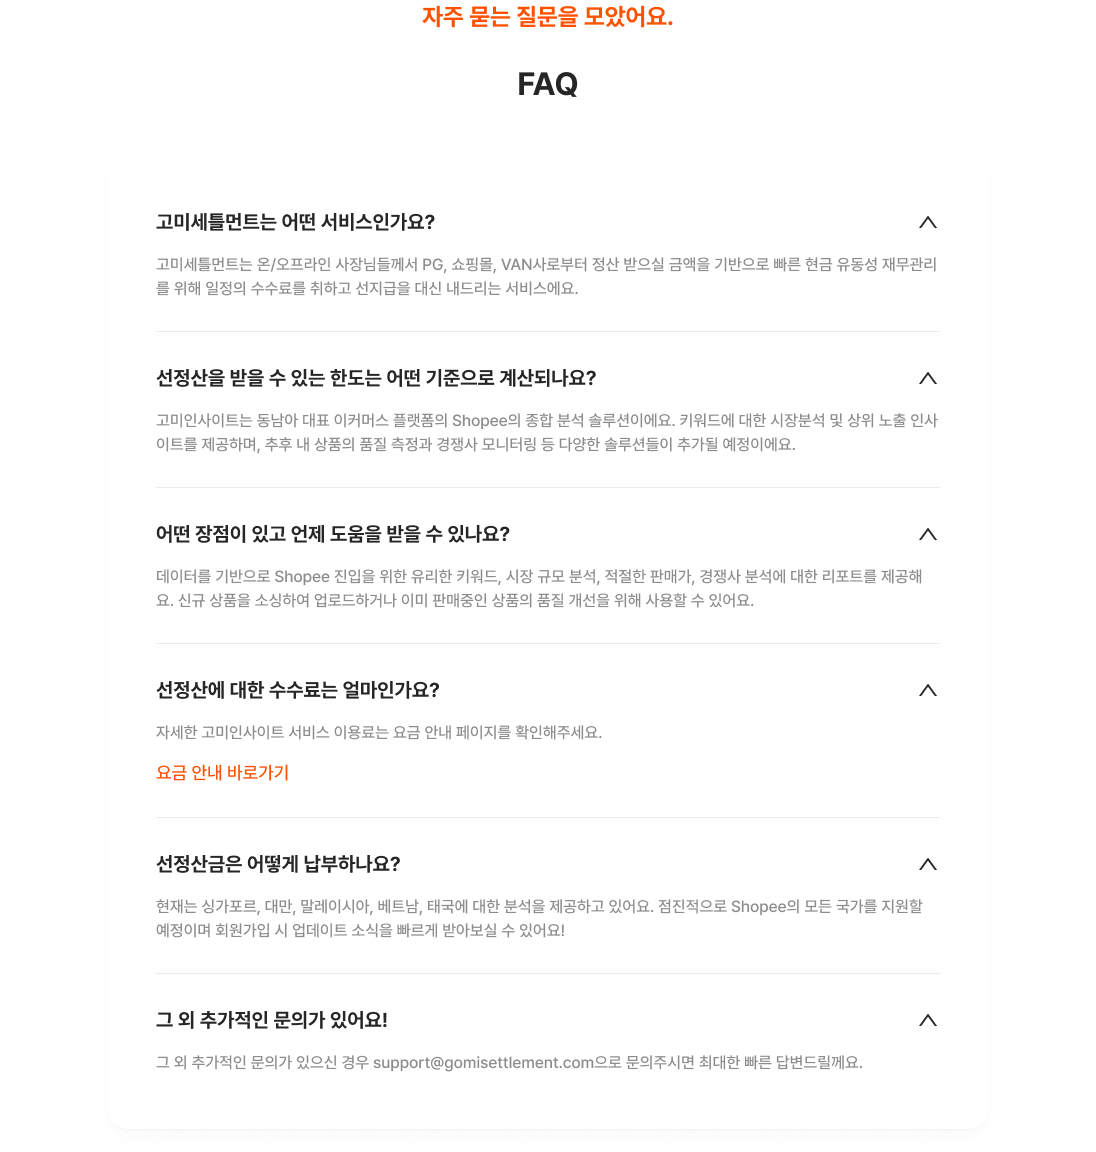 자주 묻는 질문을 모았어요.
FAQ
고미세틀먼트는 어떤 서비스인가요?
고미세틀먼트는 온/오프라인 사장님들께서 PG, 쇼핑몰, VAN사로부터 정산 받으실 금액을 기반으로 빠른 현금 유동성 재무관리
를 위해 일정의 수수료를 취하고 선지급을 대신 내드리는 서비스에요.
선정산을 받을 수 있는 한도는 어떤 기준으로 계산되나요?
고미인사이트는 동남아 대표 이커머스 플랫폼의 Shopee의 종합 분석 솔루션이에요. 키워드에 대한 시장분석 및 상위 노출 인사
이트를 제공하며, 추후 내 상품의 품질 측정과 경쟁사 모니터링 등 다양한 솔루션들이 추가될 예정이에요.
어떤 장점이 있고 언제 도움을 받을 수 있나요?
데이터를 기반으로 Shopee 진입을 위한 유리한 키워드, 시장 규모 분석, 적절한 판매가, 경쟁사 분석에 대한 리포트를 제공해
요. 신규 상품을 소싱하여 업로드하거나 이미 판매중인 상품의 품질 개선을 위해 사용할 수 있어요.
선정산에 대한 수수료는 얼마인가요?
자세한 고미인사이트 서비스 이용료는 요금 안내 페이지를 확인해주세요.
요금 안내 바로가기
선정산금은 어떻게 납부하나요?
현재는 싱가포르, 대만, 말레이시아, 베트남, 태국에 대한 분석을 제공하고 있어요. 점진적으로 Shopee의 모든 국가를 지원할
예정이며 회원가입 시 업데이트 소식을 빠르게 받아보실 수 있어요!
그 외 추가적인 문의가 있어요!
그 외 추가적인 문의가 있으신 경우 support@gomisettlement.com으로 문의주시면 최대한 빠른 답변드릴께요.